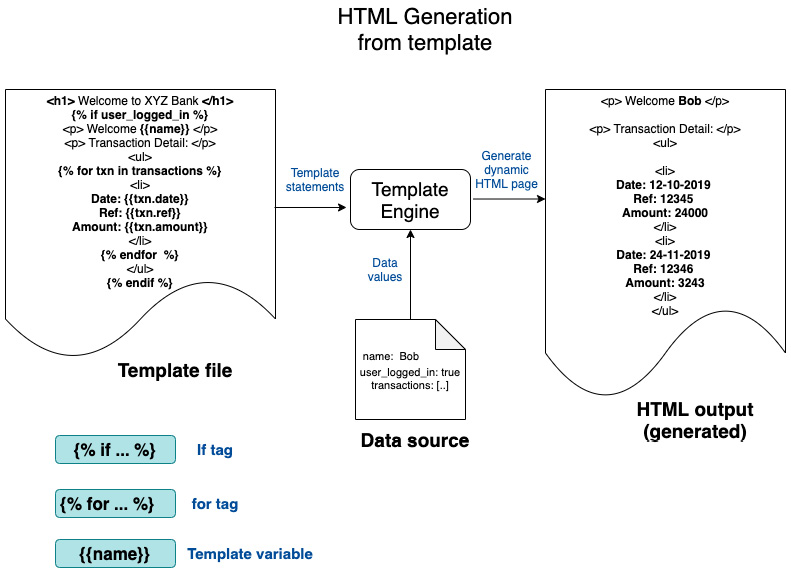 HTML Generation
from template
<h1> Welcome to XYZ Bank </h1>
{% if user_logged_in %}
<p> Welcome {{name}} </p>
<p> Transaction Detail: </p>
<ul>
{% for txn in transactions %}
<li>
Date: {{txn.date}}
Ref: {{txn.ref}}
Amount: {{txn.amount}}
</li>
{% endfor  %}
</ul>
{% endif %}
Template file
Template
statements
Template
Engine
Data
values
name:  Bob
user_logged_in: true
transactions: [..]
Data source
Generate
dynamic
HTML page
<p> Welcome Bob </p>
<p> Transaction Detail: </p>
<ul>
<li>
Date: 12-10-2019
Ref: 12345
Amount: 24000
</li>
<li>
Date: 24-11-2019
Ref: 12346
Amount: 3243
</li>
</ul>
HTML output
(generated)
{% if ... %}
If tag
{% for ... %}
for tag
{{name}}
Template variable